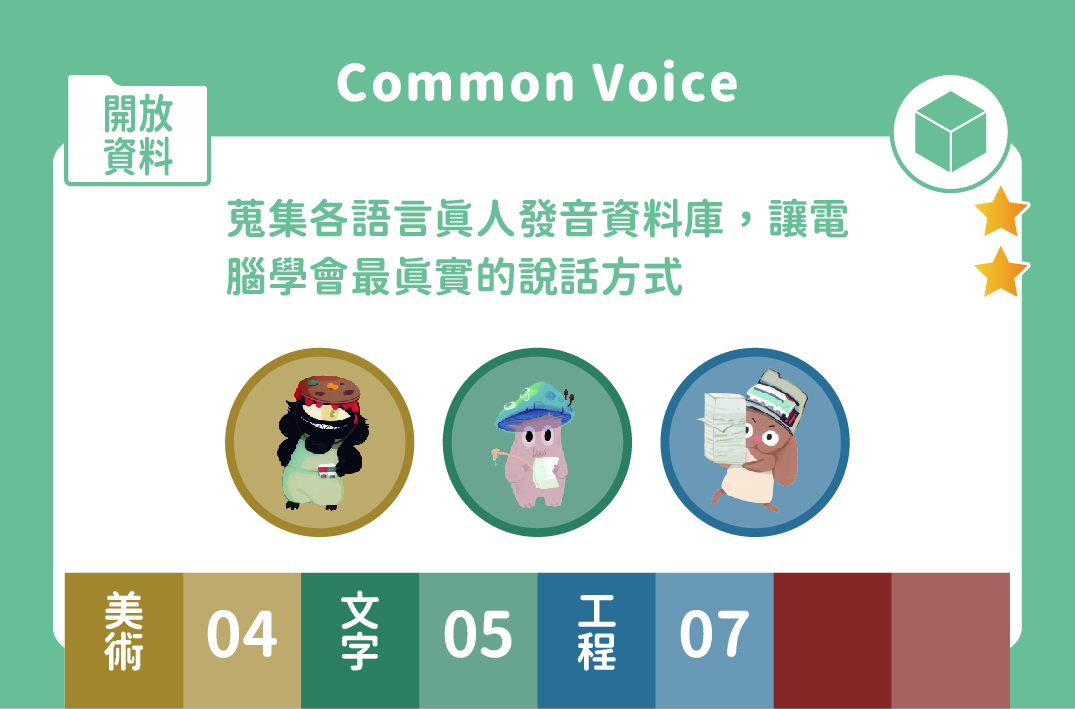 Common Voice
開放
資料
蒐集各語言眞人發音資料庫，讓電
腦學會最眞實的說話方式
美術
04
文字
05
工程
07